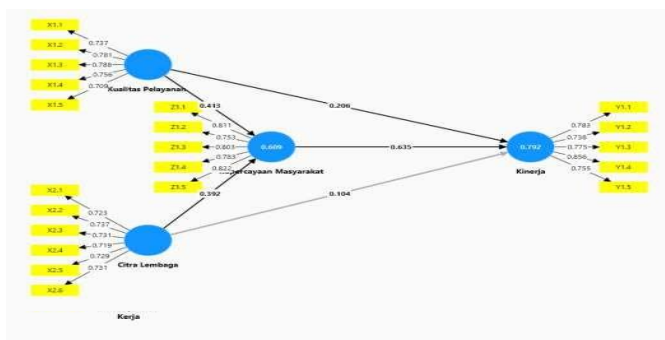 X1.1
X1.2
X1.3
X1.4
X1.5
0.737
0.781
0.788
0.756
0.709
Kualitas Pelayanan
0.413
0.206
Z1.1
Z1.2
Z1.3
Z1.4
Z1.5
0.811
0.753
0.803
0.783
0.822
0.609
ercayaan Masyarakat
0.635
0.792
Kinerja
Y1.1
Y1.2
Y1.3
Y1.4
Y1.5
0.783
0.736
0.775
0.856
0.755
0.392
0.104
X2.1
X2.2
X2.3
X2.4
X2.5
X2.6
0.723
0.737
0.731
0.719
0.729
0.731
Citra Lembaga
Kerja